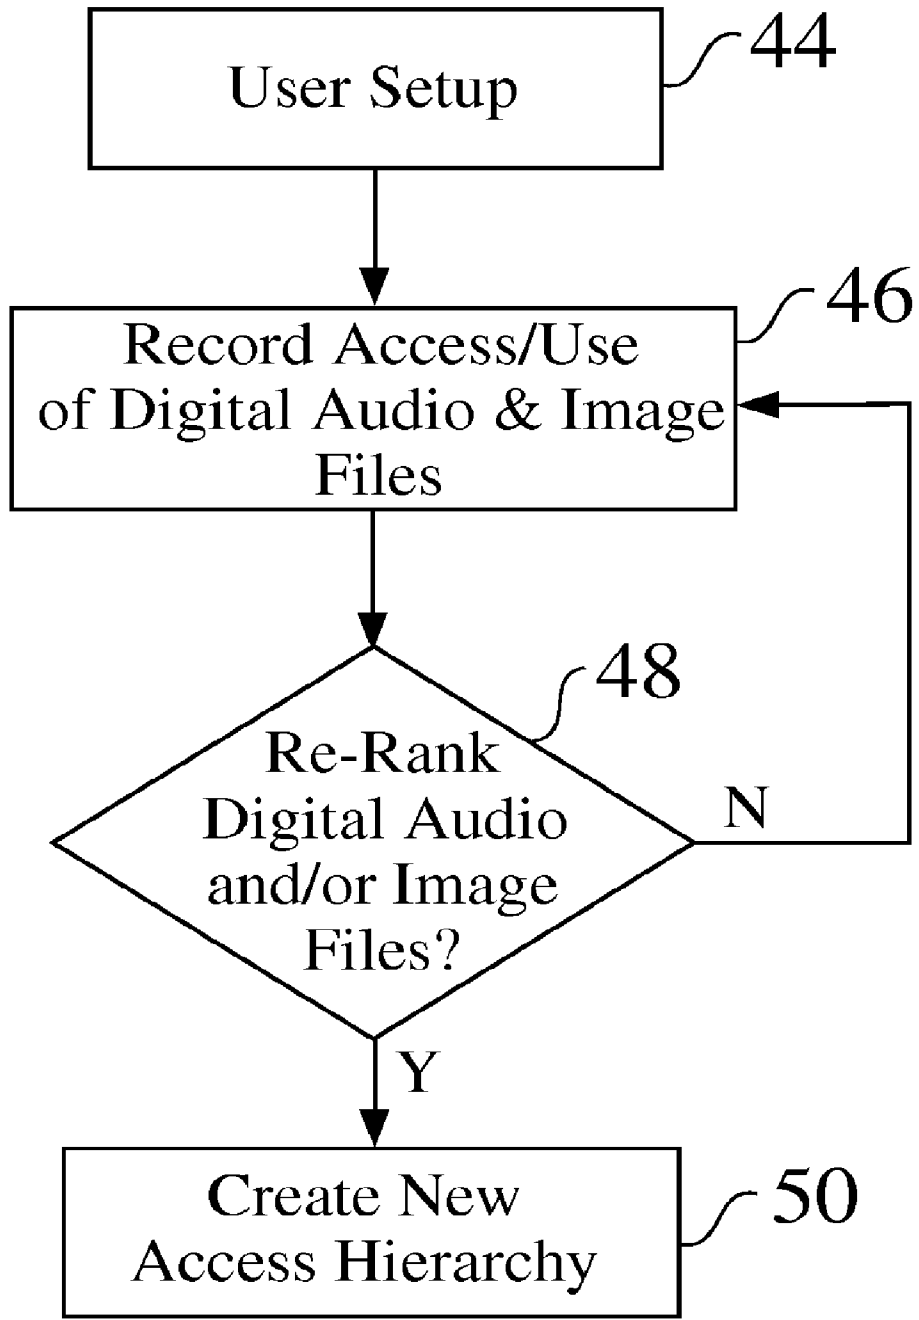 44
User Setup
46
Record Access/Use
of Digital Audio & Image
Files
48
Re-Rank
Digital Audio
and/or Image
Files?
N
Y
50
Create New
Access Hierarchy